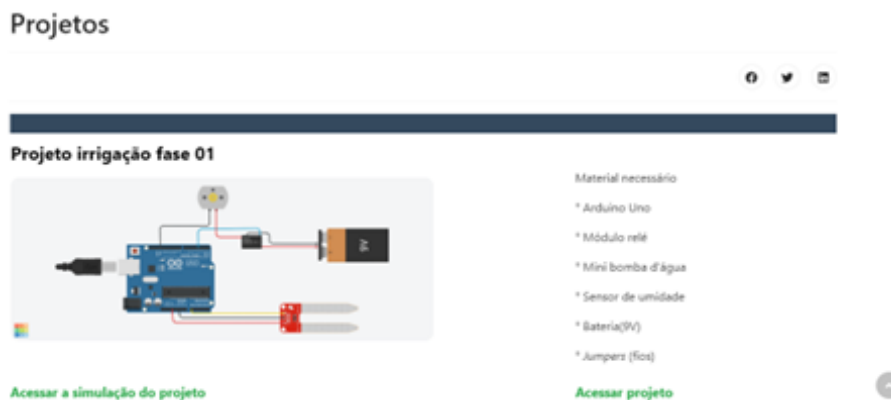 Projetos
Projeto irrigação fase 01
Material necessário
* Arduino Uno
* Módulo relé
* Mini bomba d'água
* Sensor de umidade
* Bateria(9V)
* Jumpers (fios)
9V
Acessar a simulação do projeto
Acessar projeto